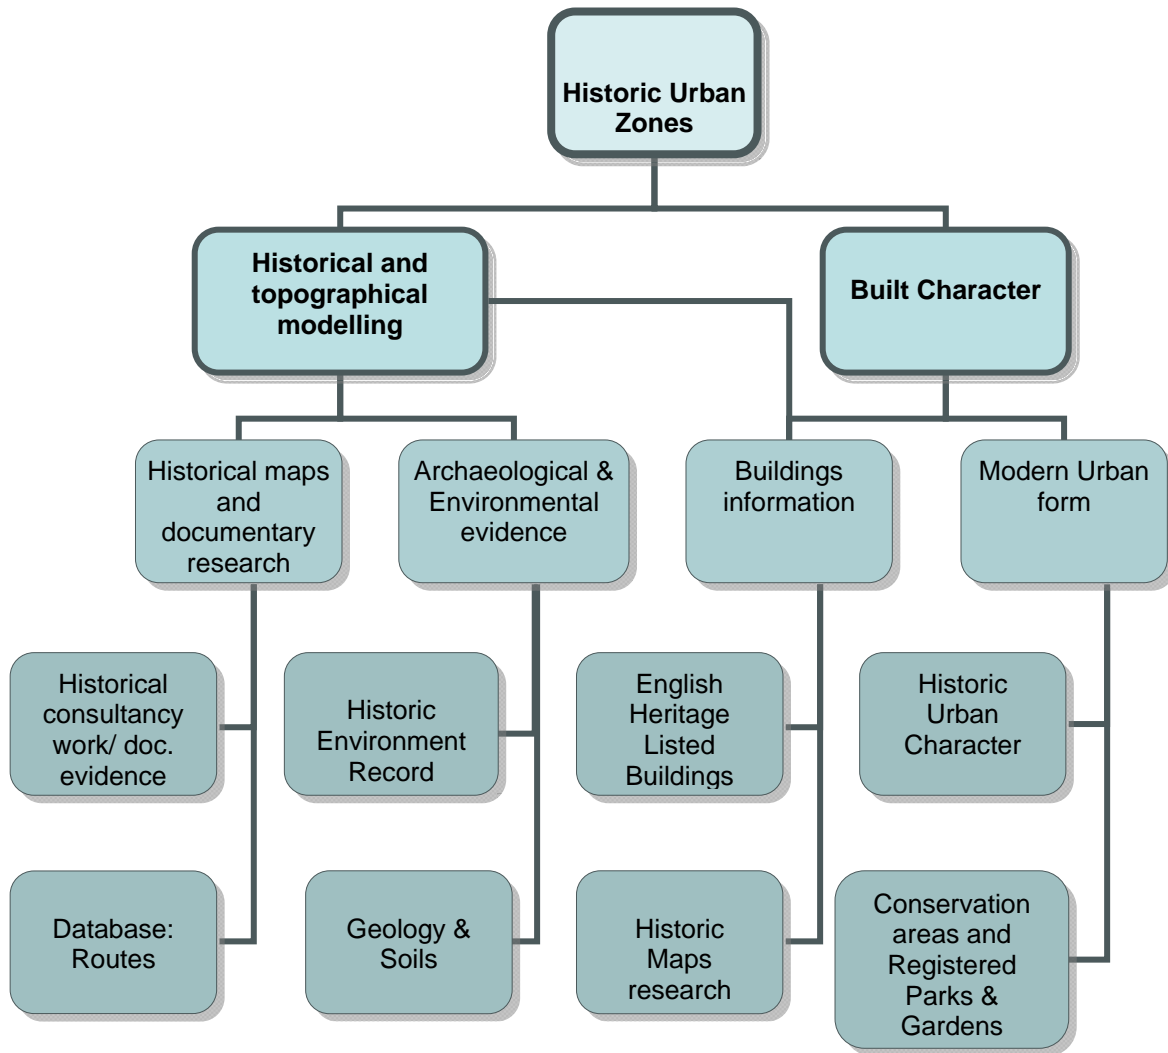 Historic Urban
Zones
Historical and
topographical
modelling
Built Character
Historical maps
and
documentary
research
Archaeological &
Environmental
evidence
Buildings
information
Modern Urban
form
Historical
consultancy
work/ doc.
evidence
Historic
Environment
Record
English
Heritage
Listed
Buildings
Historic
Urban
Character
Database:
Routes
Geology &
Soils
Historic
Maps
research
Conservation
areas and
Registered
Parks &
Gardens